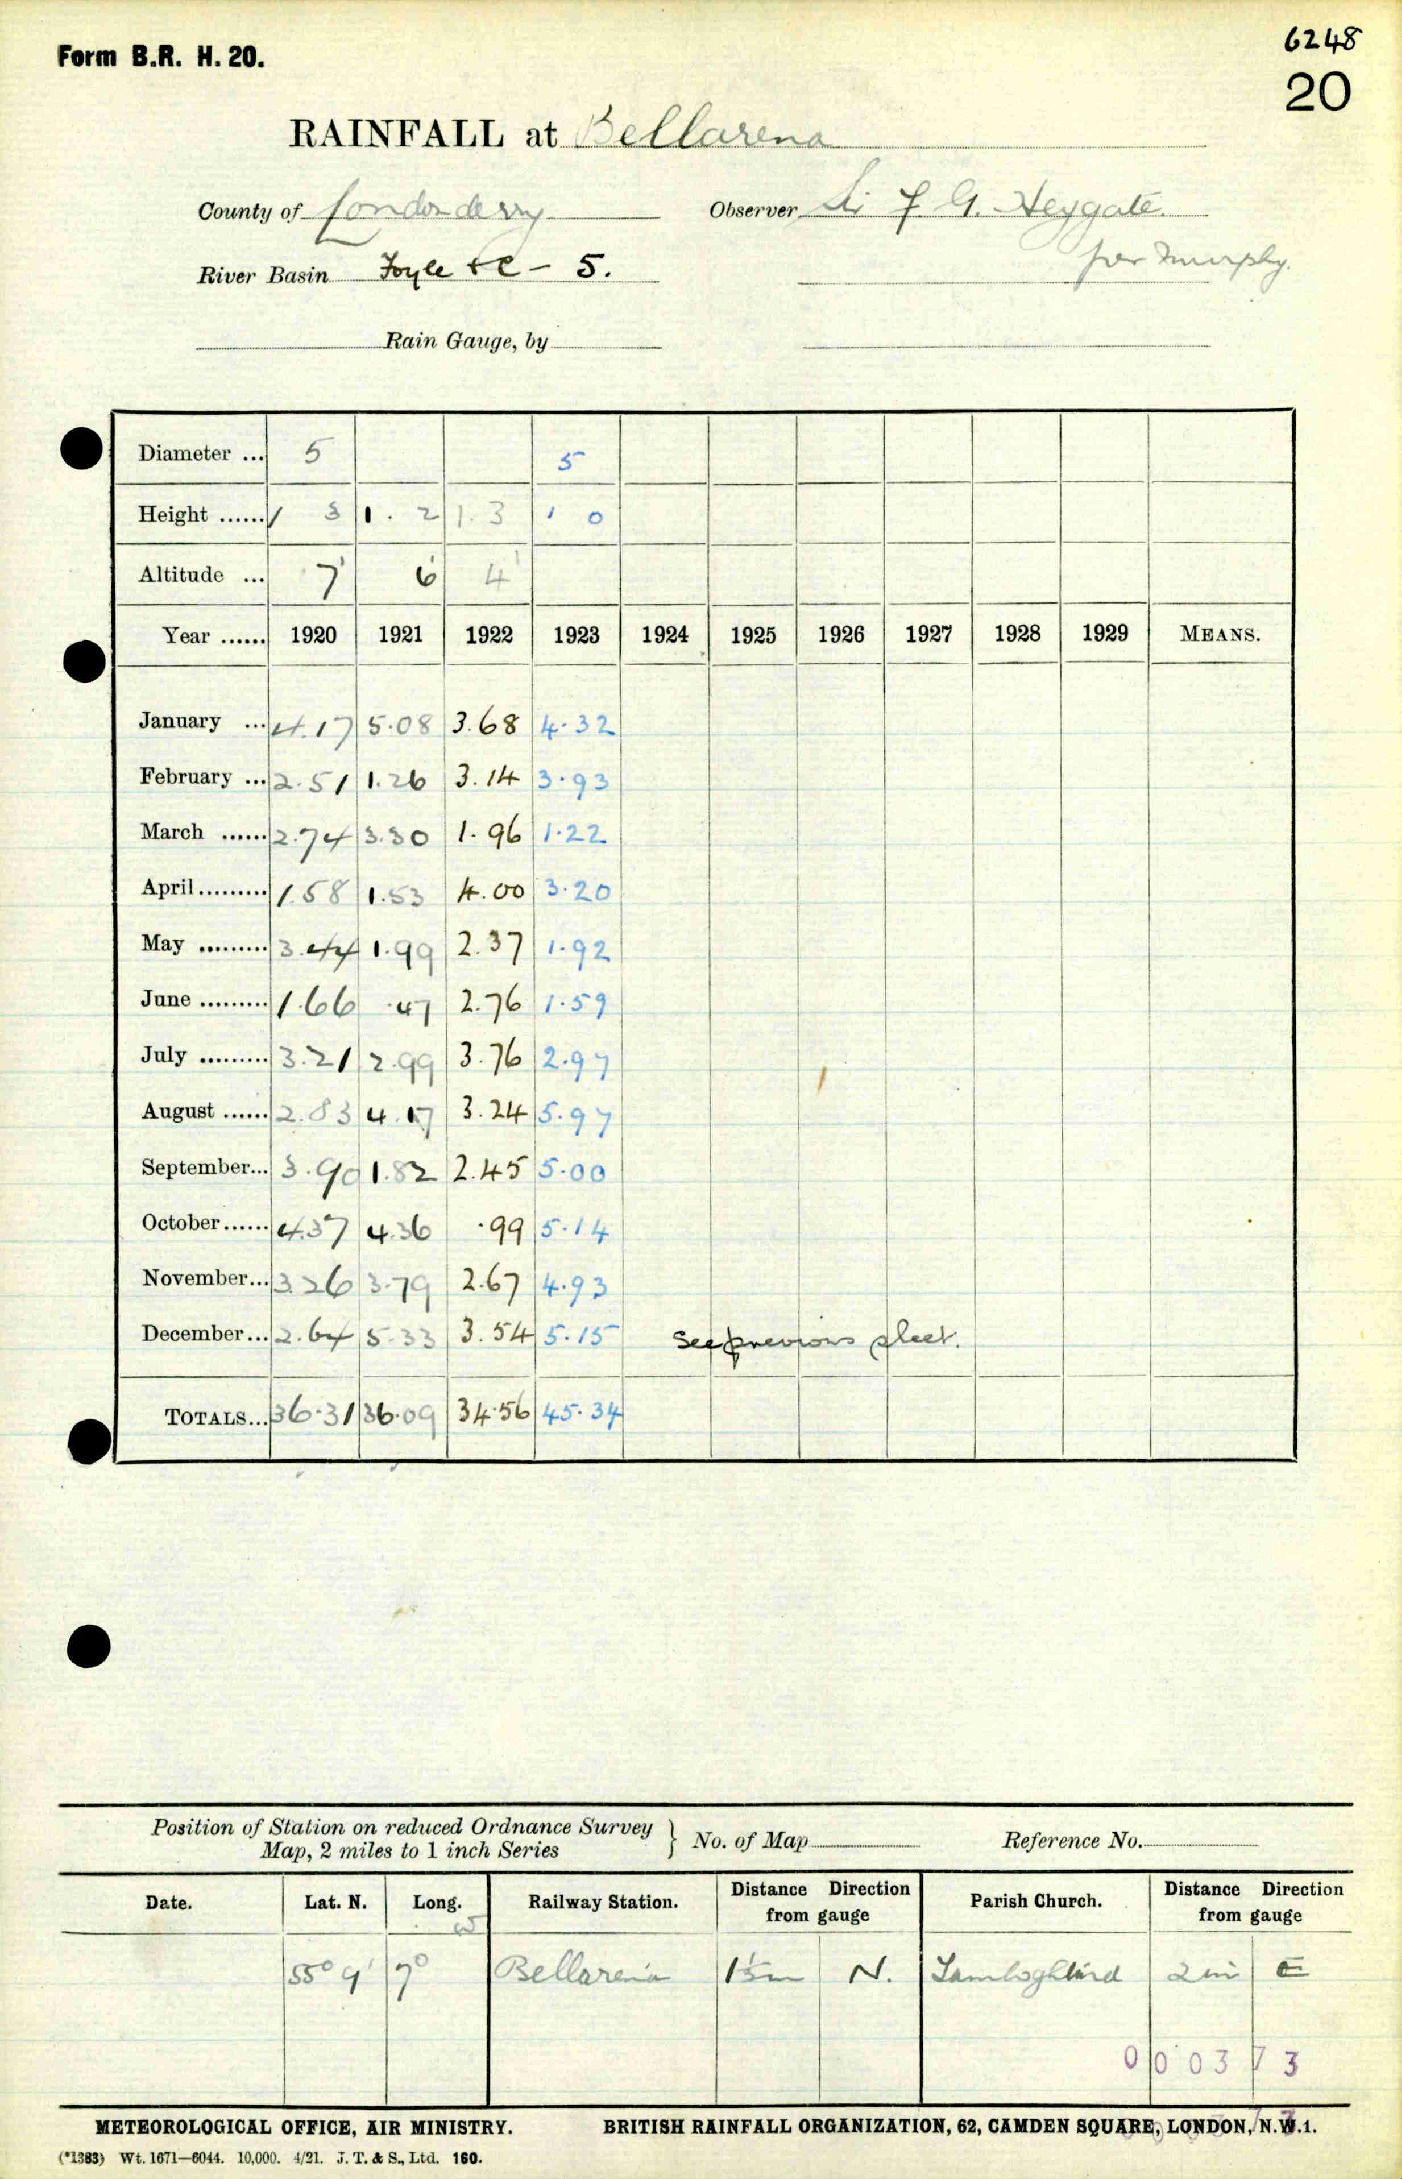 Form B.R. H. 20.
6248
20
RAINFALL at Bellarena
County of Londonderry Observer Sir F. G. Heygate.
per Murphy.
River Basin Foyle &c - 5.
Rain Gauge, by
Diameter ... 5 5
Height ...... 1 3 1 . 2 1 . 3 1 0
Altitude ... 7' 6' 4'
Year ...... 1920 1921 1922 1923 1924 1925 1926 1927 1928 1929 MEANS.
January ... 4.17 5.08 3.68 4.32
February ... 2.51 1.26 3.14 3.93
March ...... 2.74 3.30 1.96 1.22
April ......... 1.58 1.53 4.00 3.20
May ......... 3.44 1.99 2.37 1.92
June ......... 1.66 .47 2.76 1.59
July ......... 3.21 2.99 3.76 2.97
August ...... 2.83 4.17 3.24 5.97
September... 3.90 1.82 2.45 5.00
October...... 4.37 4.36 .99 5.14
November... 3.26 3.79 2.67 4.93
December... 2.64 5.33 3.54 5.15 See previous sheet.
TOTALS... 36.31 36.09 34.56 45.34
Position of Station on reduced Ordnance Survey
Map, 2 miles to 1 inch Series } No. of Map Reference No.
Date. Lat. N. Long. W Railway Station. Distance Direction from gauge Parish Church. Distance Direction from gauge
55° 9' 7° Bellarena 1½m N. 2 m E
000373
METEOROLOGICAL OFFICE, AIR MINISTRY. BRITISH RAINFALL ORGANIZATION, 62, CAMDEN SQUARE, LONDON, N.W.1.
(*1383) Wt. 1671—6044. 10,000. 4/21. J. T. & S., Ltd. 160.